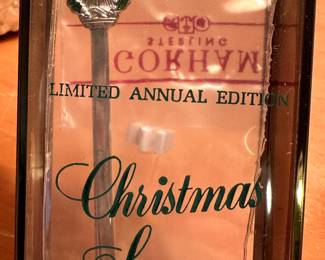 STERLING
GORHAM
LIMITED ANNUAL EDITION
Christmas